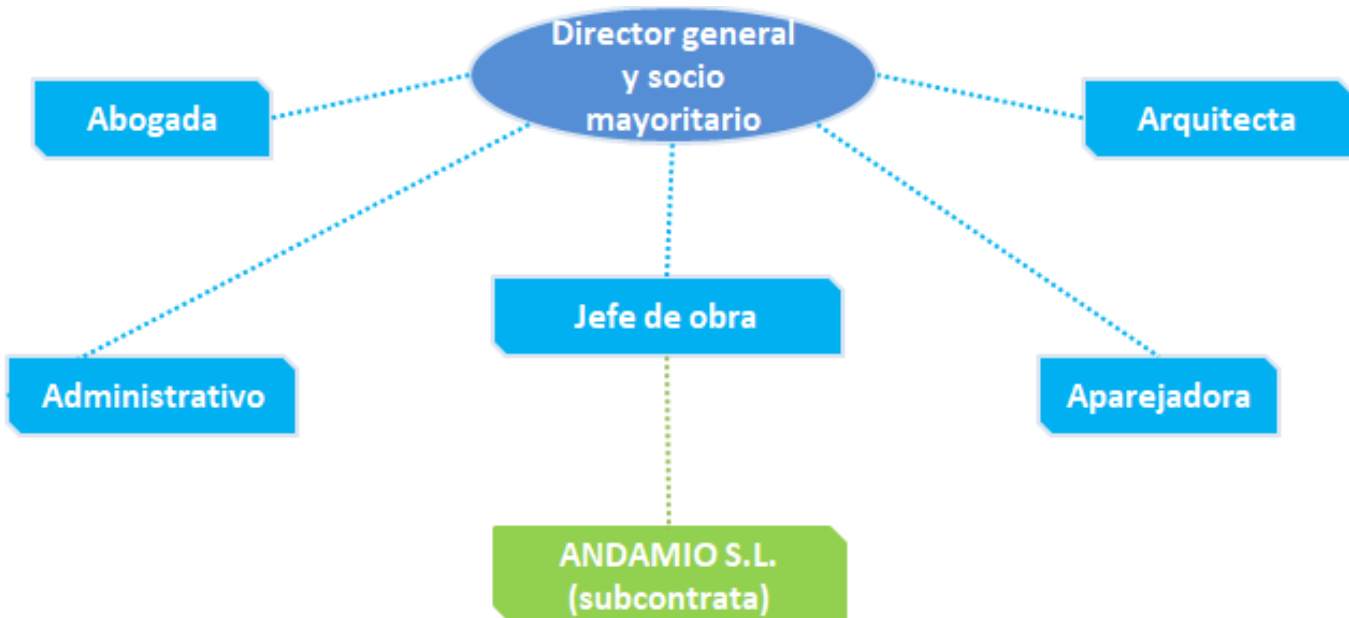 Director general
y socio
mayoritario
Abogada
Arquitecta
Jefe de obra
Administrativo
Aparejadora
ANDAMIO S.L.
(subcontrata)